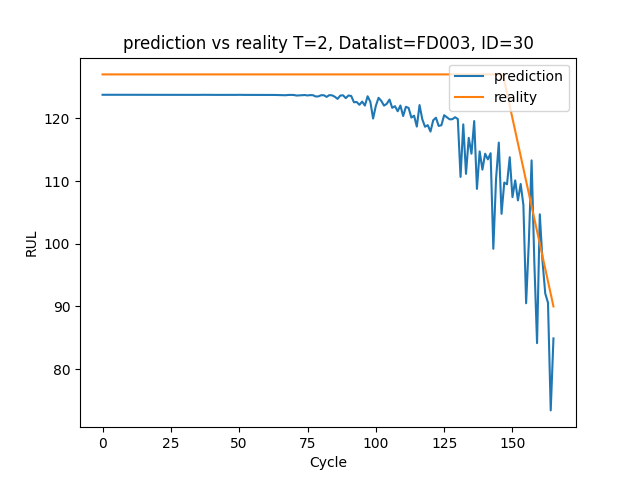 prediction vs reality T=2, Datalist=FD003, ID=30
prediction
reality
RUL
120
110
100
90
80
0 25 50 75 100 125 150
Cycle